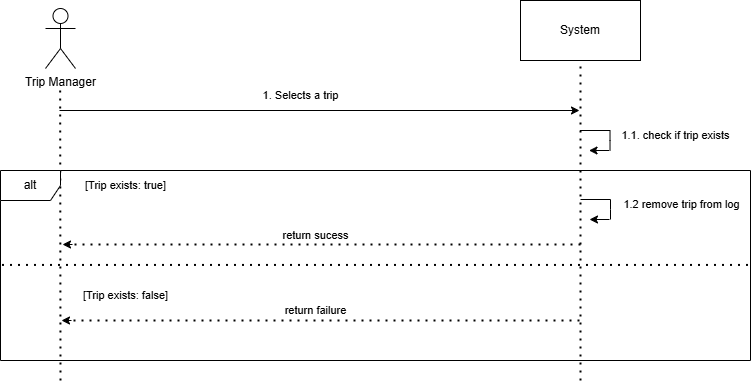 System
Trip Manager
1. Selects a trip
1.1. check if trip exists
alt
[Trip exists: true]
1.2 remove trip from log
return sucess
[Trip exists: false]
return failure